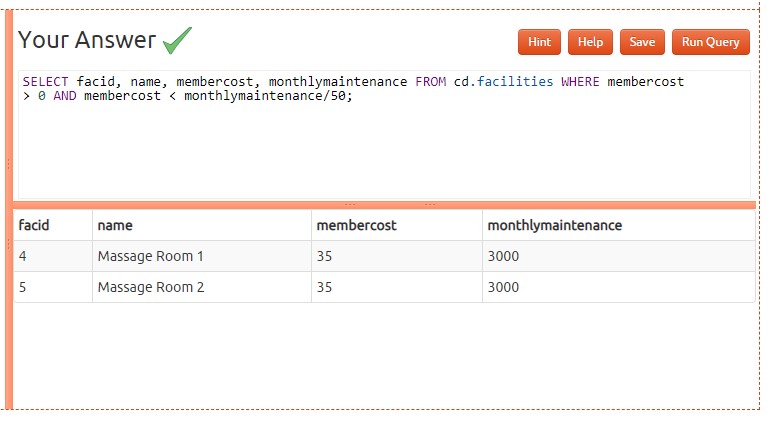 Your Answer
Hint Help Save Run Query
SELECT facid, name, membercost, monthlymaintenance FROM cd.facilities WHERE membercost
> 0 AND membercost < monthlymaintenance/50;
facid name membercost monthlymaintenance
4 Massage Room 1 35 3000
5 Massage Room 2 35 3000